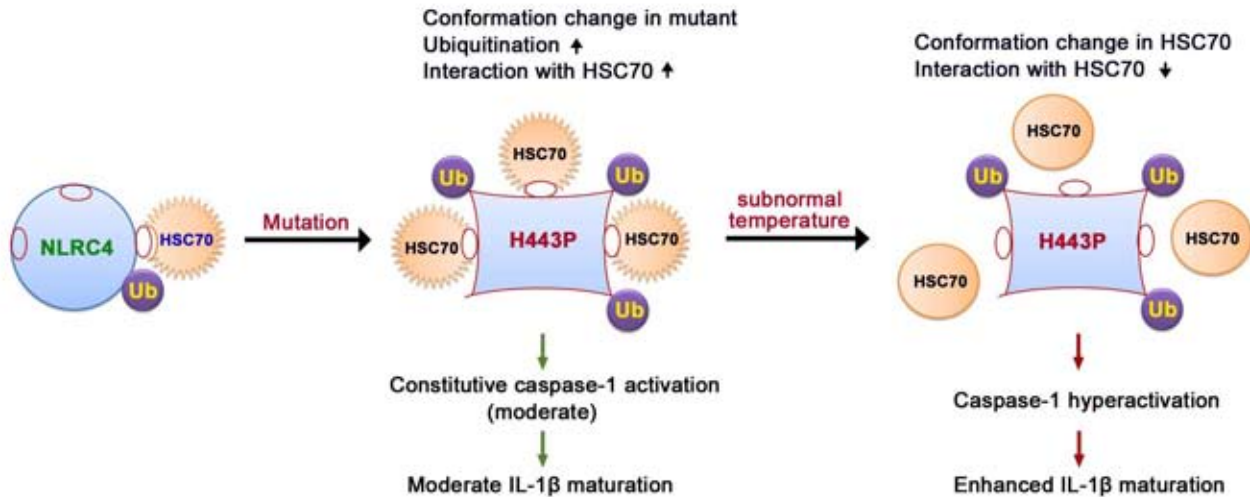 Conformation change in mutant
Ubiquitination ↑
Interaction with HSC70 ↑
Conformation change in HSC70
Interaction with HSC70 ↓
NLRC4
HSC70
Ub
Mutation
HSC70
Ub
Ub
HSC70
H443P
HSC70
Ub
subnormal
temperature
HSC70
Ub
Ub
H443P
HSC70
HSC70
Ub
Constitutive caspase-1 activation
(moderate)
Moderate IL-1β maturation
Caspase-1 hyperactivation
Enhanced IL-1β maturation